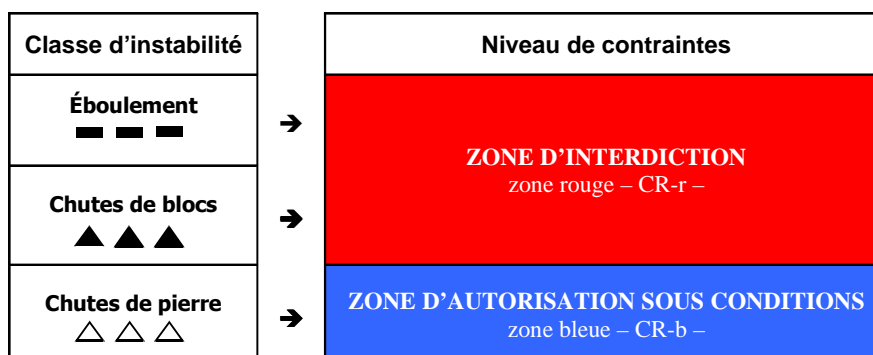 Classe d'instabilité
Niveau de contraintes
Éboulement
➔
ZONE D'INTERDICTION
zone rouge – CR-r –
Chutes de blocs
➔
Chutes de pierre
➔
ZONE D'AUTORISATION SOUS CONDITIONS
zone bleue – CR-b –